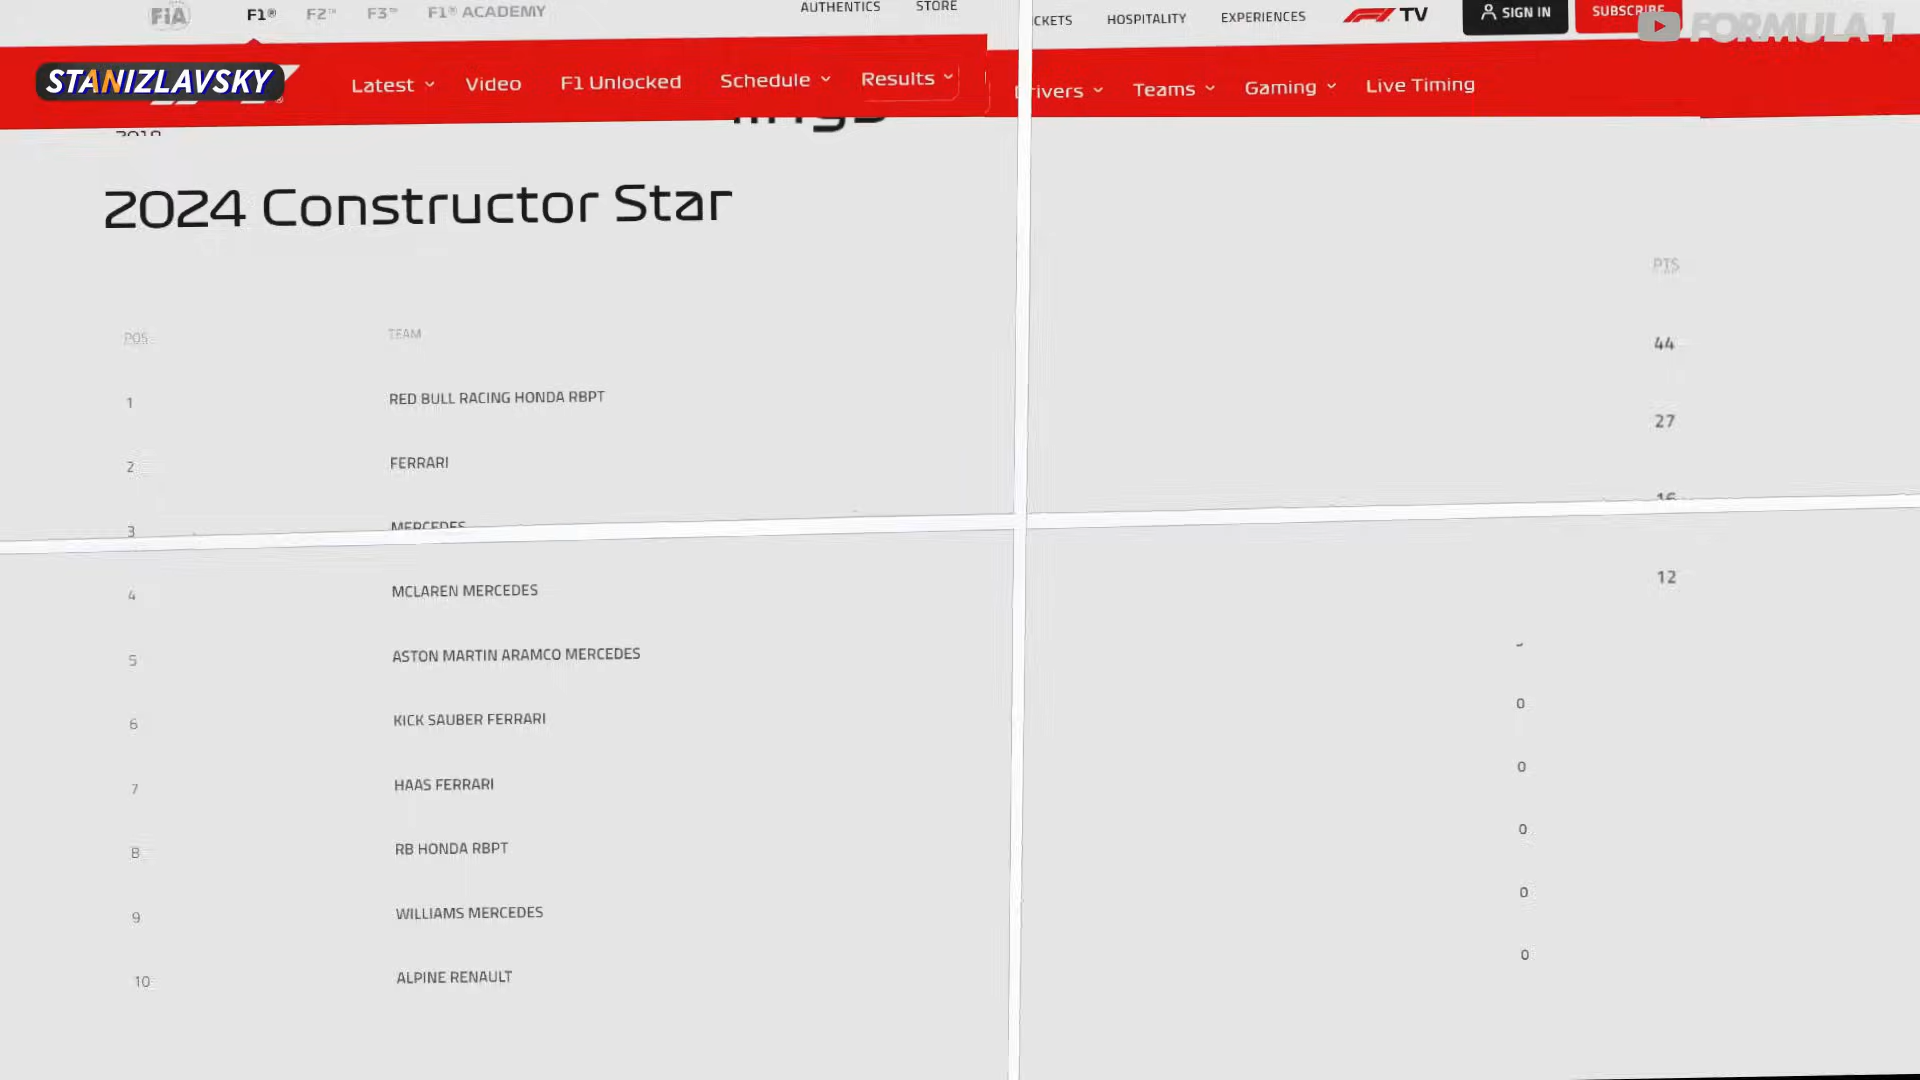 FIA F1® F2™ F3™ F1® ACADEMY AUTHENTICS STORE HOSPITALITY EXPERIENCES F1 TV SIGN IN SUBSCRIBE
FORMULA 1
STANIZLAVSKY
Latest Video F1 Unlocked Schedule Results rivers Teams Gaming Live Timing
2024 Constructor Star
PTS
POS TEAM
44
1 RED BULL RACING HONDA RBPT
27
2 FERRARI
16
3 MERCEDES
4 MCLAREN MERCEDES
12
5 ASTON MARTIN ARAMCO MERCEDES
0
6 KICK SAUBER FERRARI
0
7 HAAS FERRARI
0
8 RB HONDA RBPT
0
9 WILLIAMS MERCEDES
0
10 ALPINE RENAULT